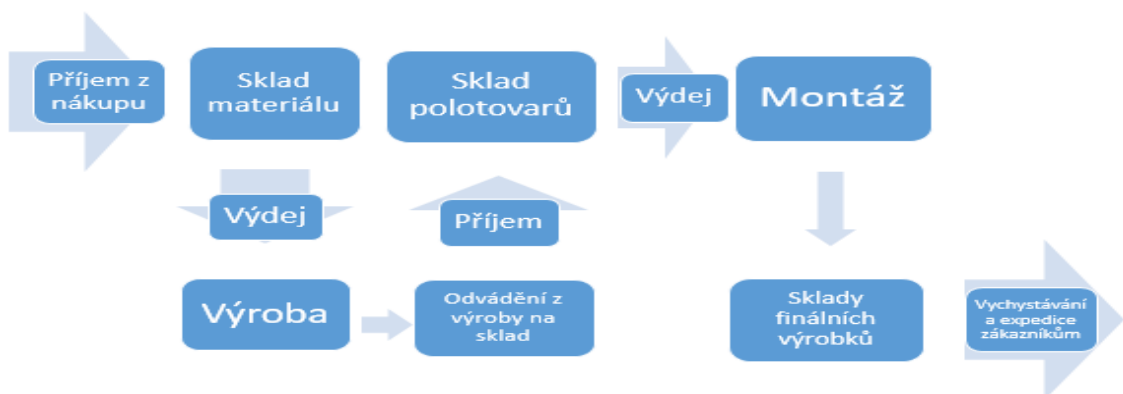 Příjem z
nákupu
Sklad
materiálu
Sklad
polotovarů
Výdej
Montáž
Výdej
Příjem
Výroba
Odvádění z
výroby na
sklad
Sklady
finálních
výrobků
Vychystávání
a expedice
zákazníkům